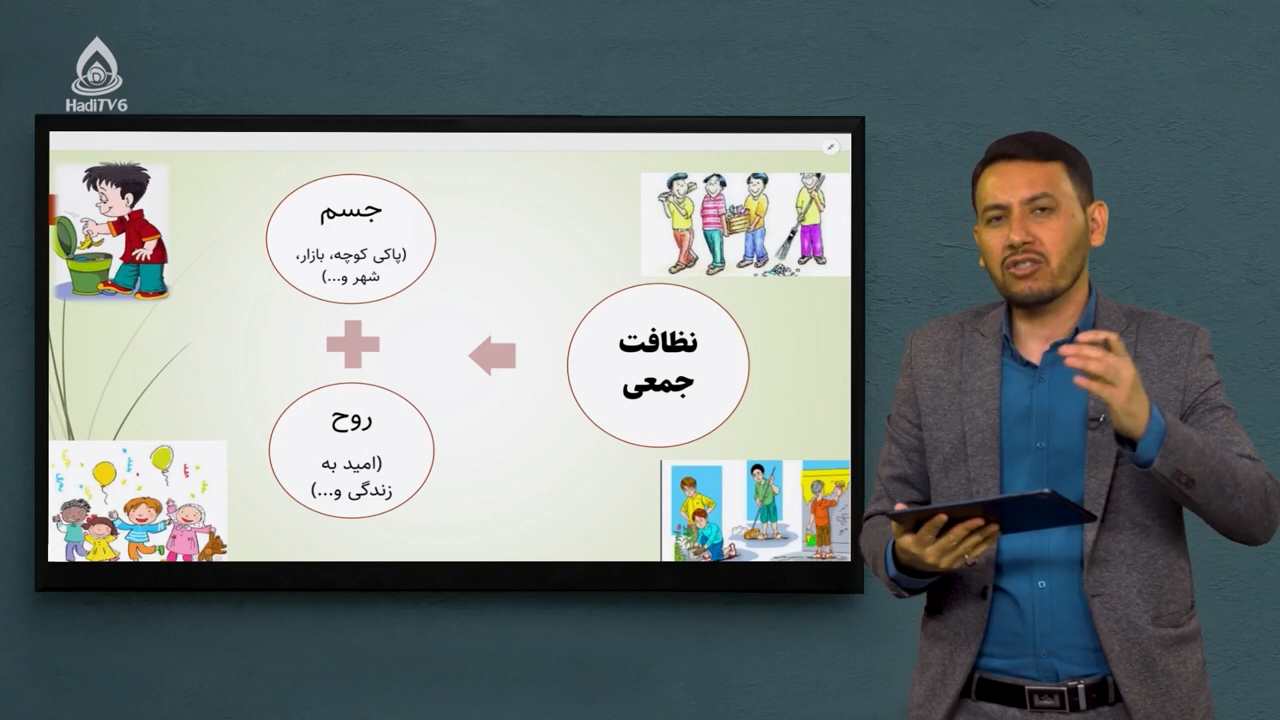 HadiTV6
نظافت
جمعی
جسم
(پاکی کوچه، بازار،
شهر و...)
روح
(امید به
زندگی و...)